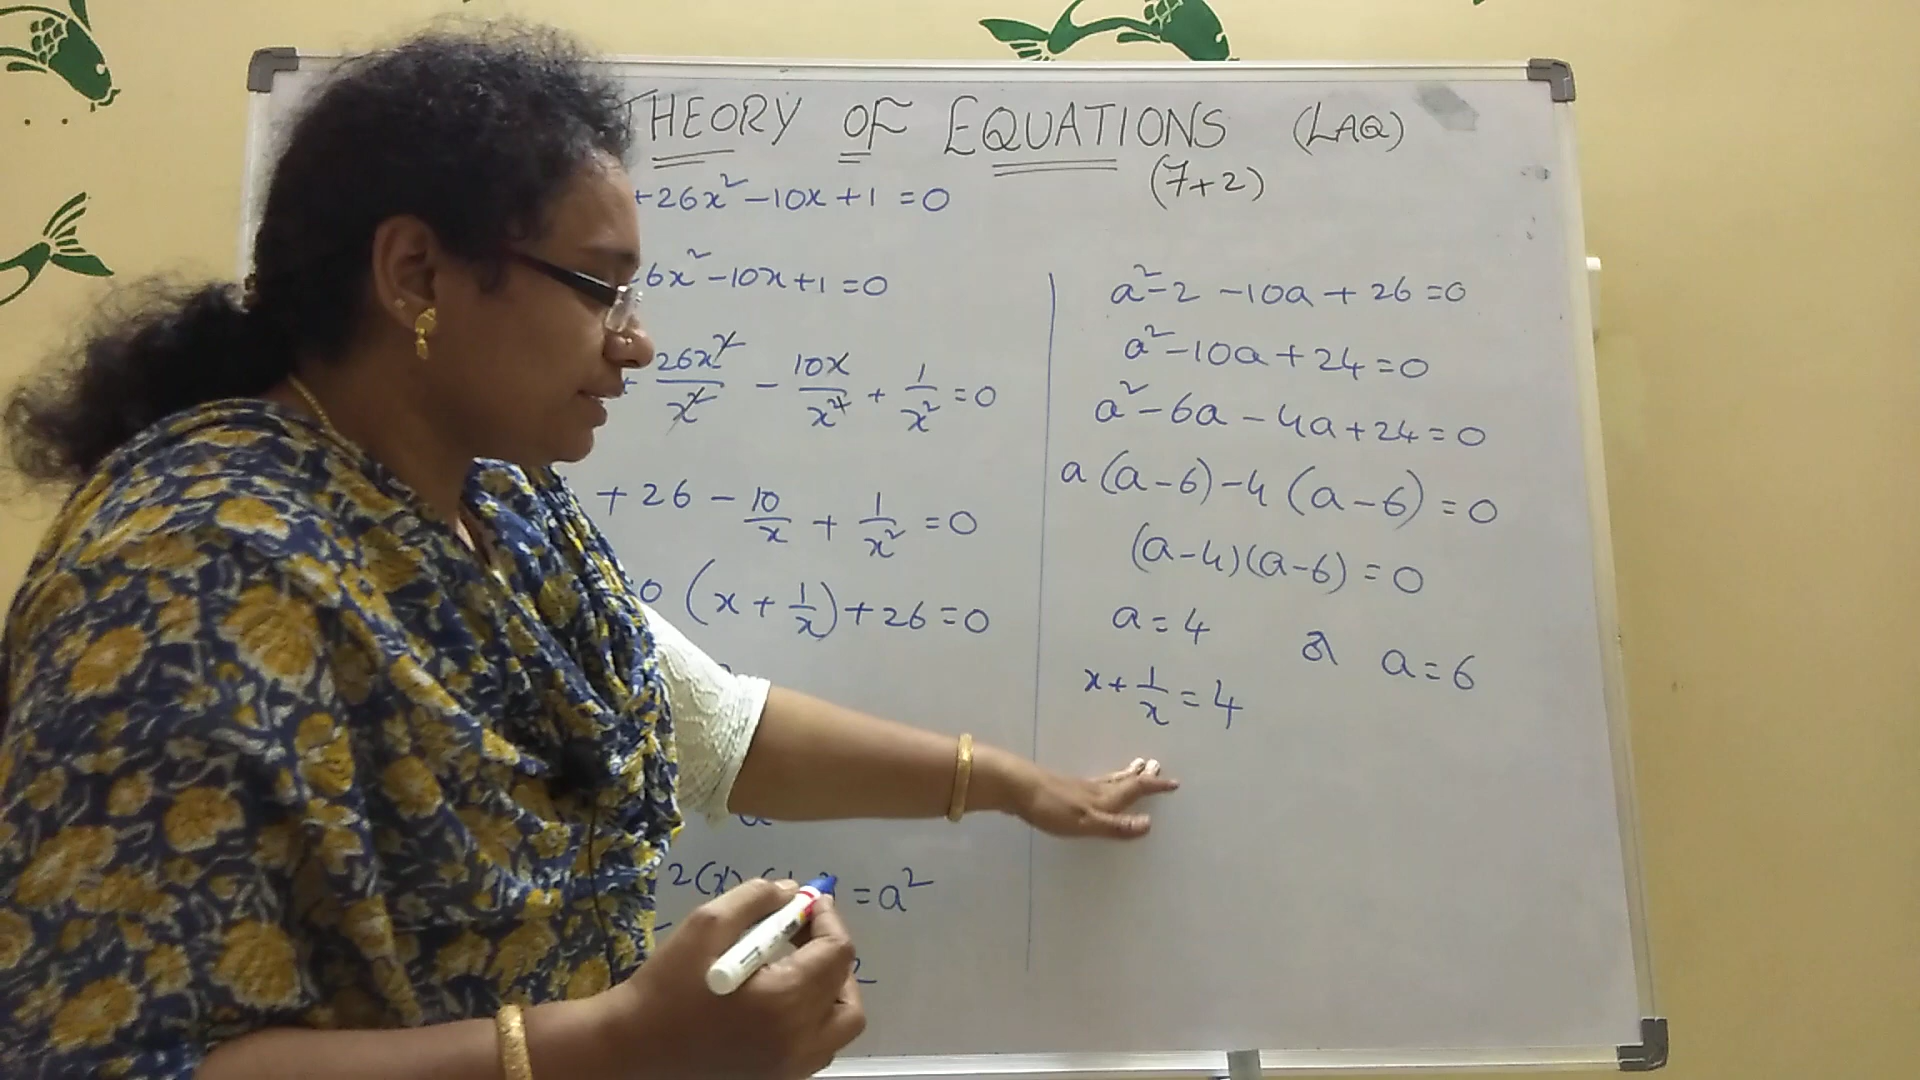 THEORY OF EQUATIONS (LAQ)
(7+2)
+26x² -10x +1 = 0
6x² -10x +1 = 0
26x²/x² - 10x/x² + 1/x² = 0
+ 26 - 10/x + 1/x² = 0
0 (x + 1/x) + 26 = 0
a
2(x) = a²
2
a² - 2 - 10a + 26 = 0
a² - 10a + 24 = 0
a² - 6a - 4a + 24 = 0
a (a - 6) - 4 (a - 6) = 0
(a - 4)(a - 6) = 0
a = 4 or a = 6
x + 1/x = 4